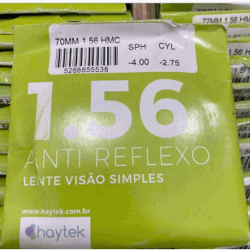 70MM 1.56 HMC
SPH CYL
-4.00 -2.75
5288855538
1.56
ANTI REFLEXO
LENTE VISÃO SIMPLES
www.haytek.com.br
haytek